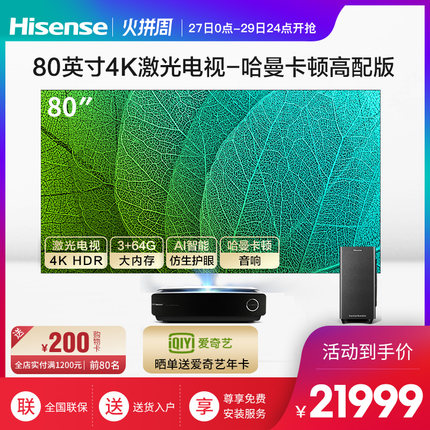 Hisense 火拼周 27日0点-29日24点开抢
80英寸4K激光电视-哈曼卡顿高配版
80"
激光电视 3+64G AI智能 哈曼卡顿
4K HDR 大内存 仿生护眼 音响
送 ¥200 购物卡
全店实付满1200元 前80名
iQIYI 爱奇艺
晒单送爱奇艺年卡
活动到手价
¥21999
联 全国联保 送 送货入户 享 尊享免费
安装服务